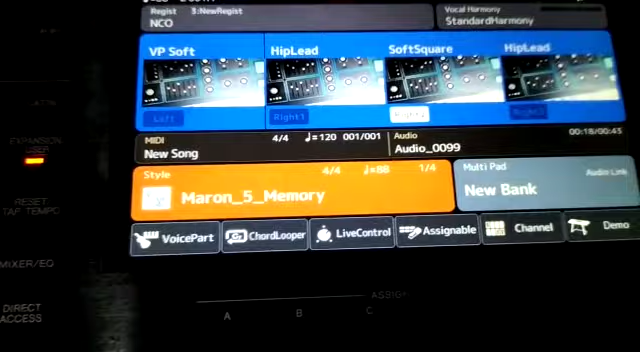 Regist 3:NewRegist
NCO
Vocal Harmony
StandardHarmony
VP Soft
HipLead
SoftSquare
HipLead
Left
Right1
Right2
Right3
MIDI
4/4 ♩=120 001/001
New Song
Audio
00:18/00:43
Audio_0099
Style
4/4 ♩=88 1/4
Maron_5_Memory
Multi Pad
Audio Link
New Bank
VoicePart
ChordLooper
LiveControl
Assignable
Channel
Demo
EXPANSION
USER
RESET
TAP TEMPO
MIXER/EQ
DIRECT
ACCESS
A
B
C